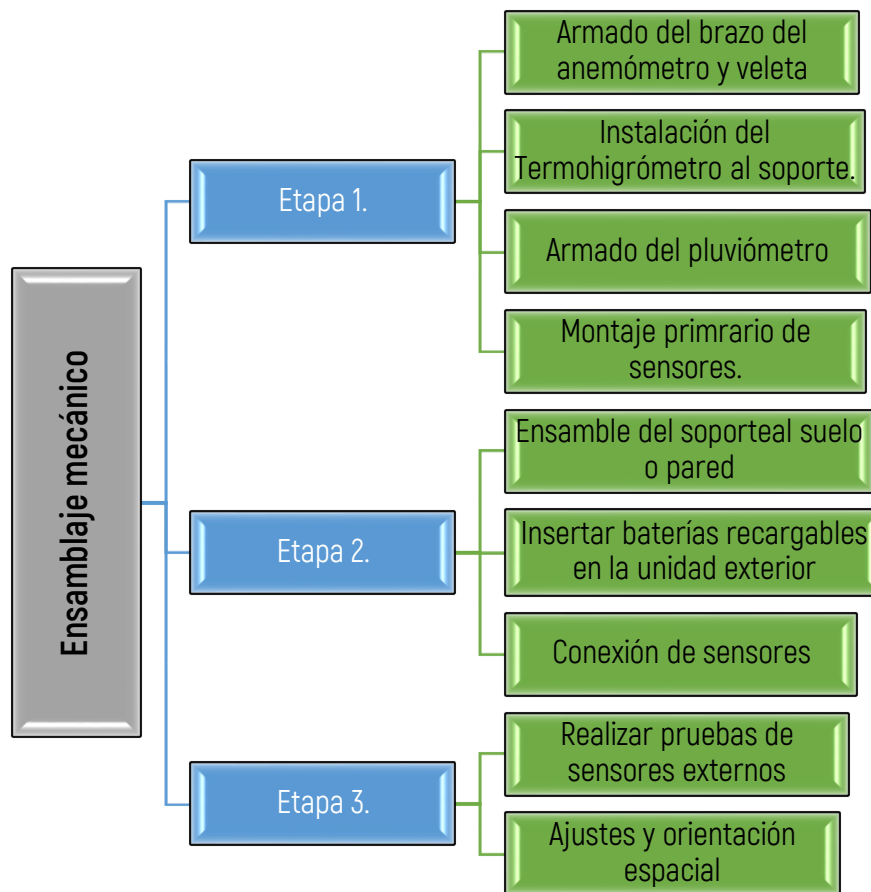 Ensamblaje mecánico
Etapa 1.
Armado del brazo del
anemómetro y veleta
Instalación del
Termohigrómetro al soporte.
Armado del pluviómetro
Montaje primrario de
sensores.
Etapa 2.
Ensamble del soporteal suelo
o pared
Insertar baterías recargables
en la unidad exterior
Conexión de sensores
Etapa 3.
Realizar pruebas de
sensores externos
Ajustes y orientación
espacial